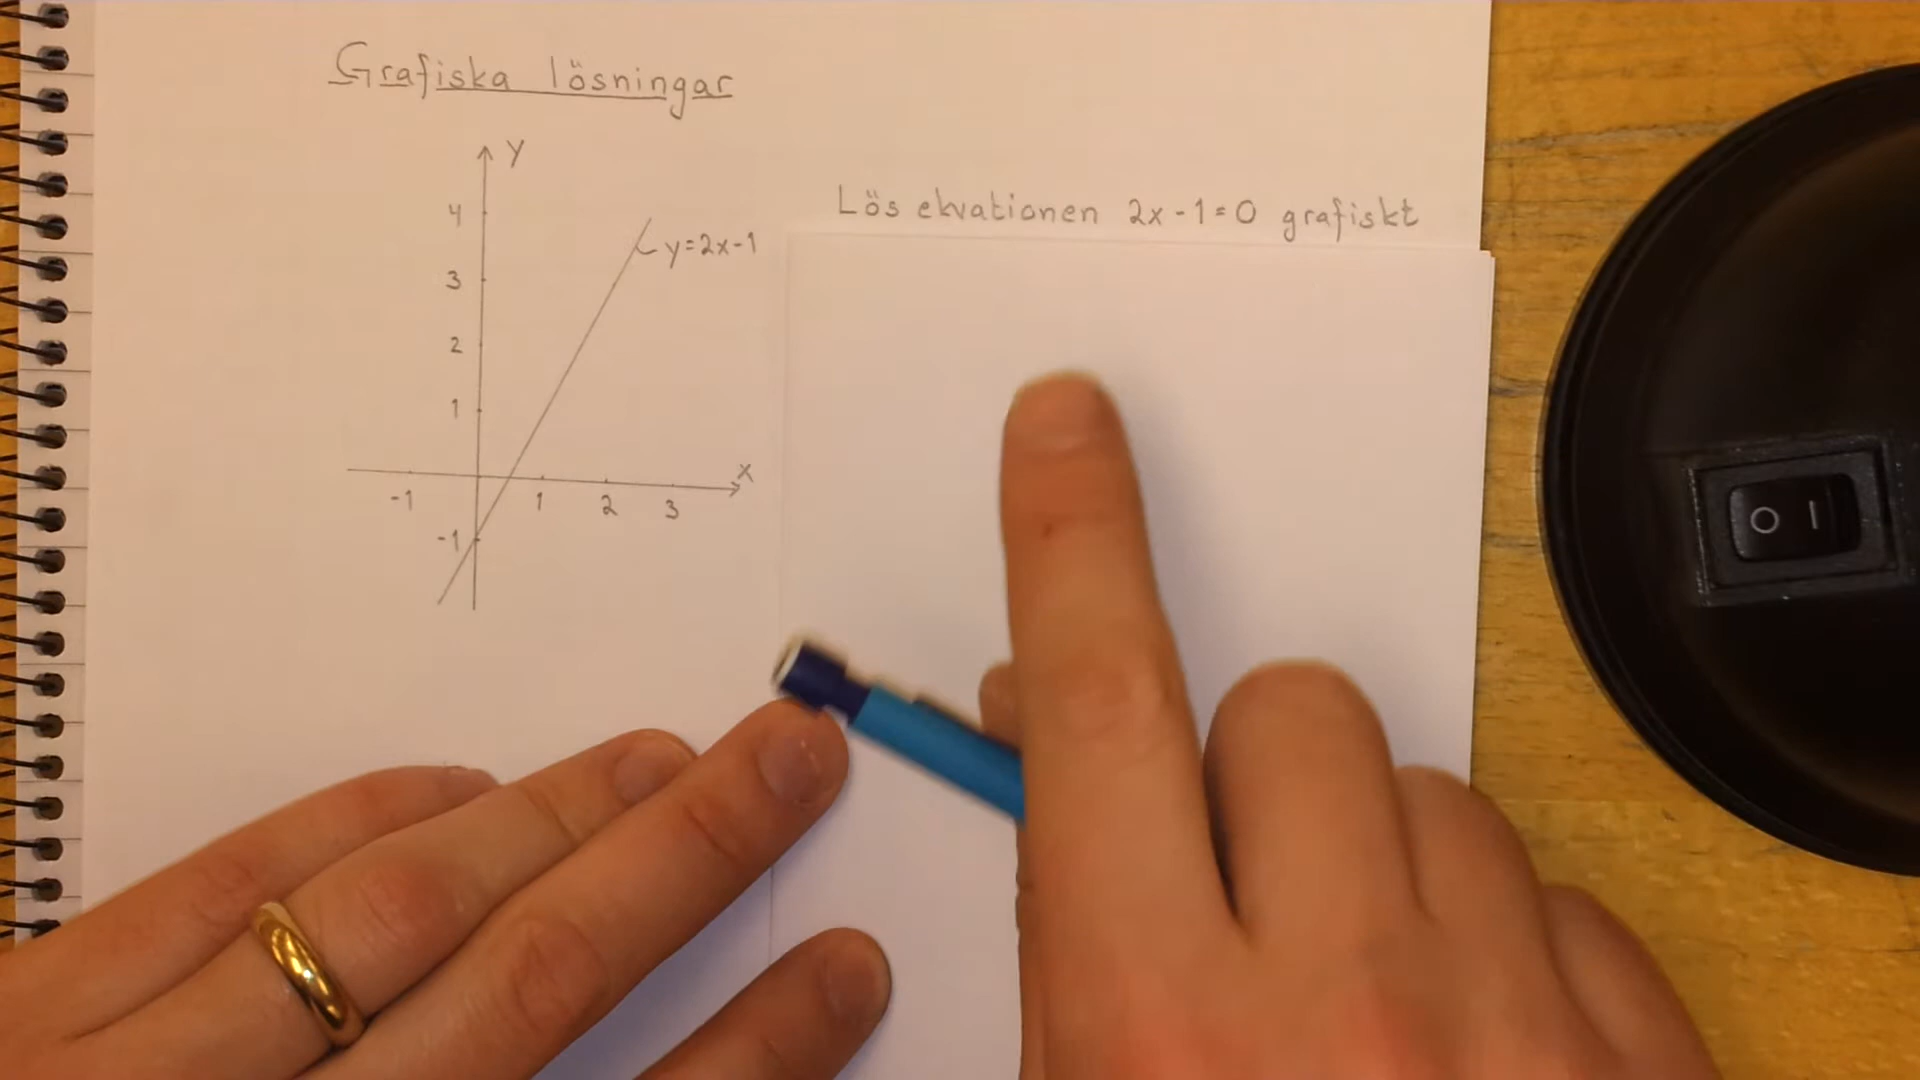 Grafiska lösningar
y
4
y=2x-1
3
2
1
x
-1 1 2 3
-1
Lös ekvationen 2x-1=0 grafiskt
O I